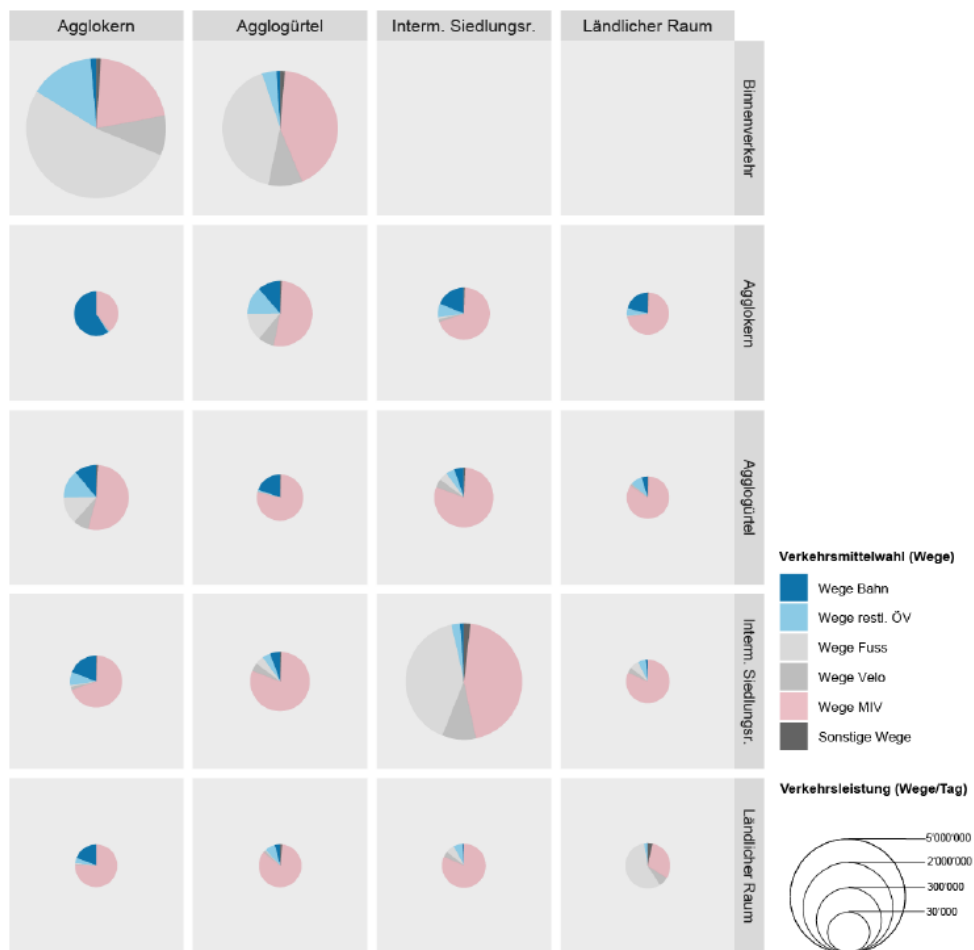 Agglokern
Agglogürtel
Interm. Siedlungsr.
Ländlicher Raum
Binnenverkehr
Agglokern
Agglogürtel
Interm. Siedlungsr.
Ländlicher Raum
Verkehrsmittelwahl (Wege)
Wege Bahn
Wege restl. ÖV
Wege Fuss
Wege Velo
Wege MIV
Sonstige Wege
Verkehrsleistung (Wege/Tag)
5'000'000
2'000'000
300'000
30'000